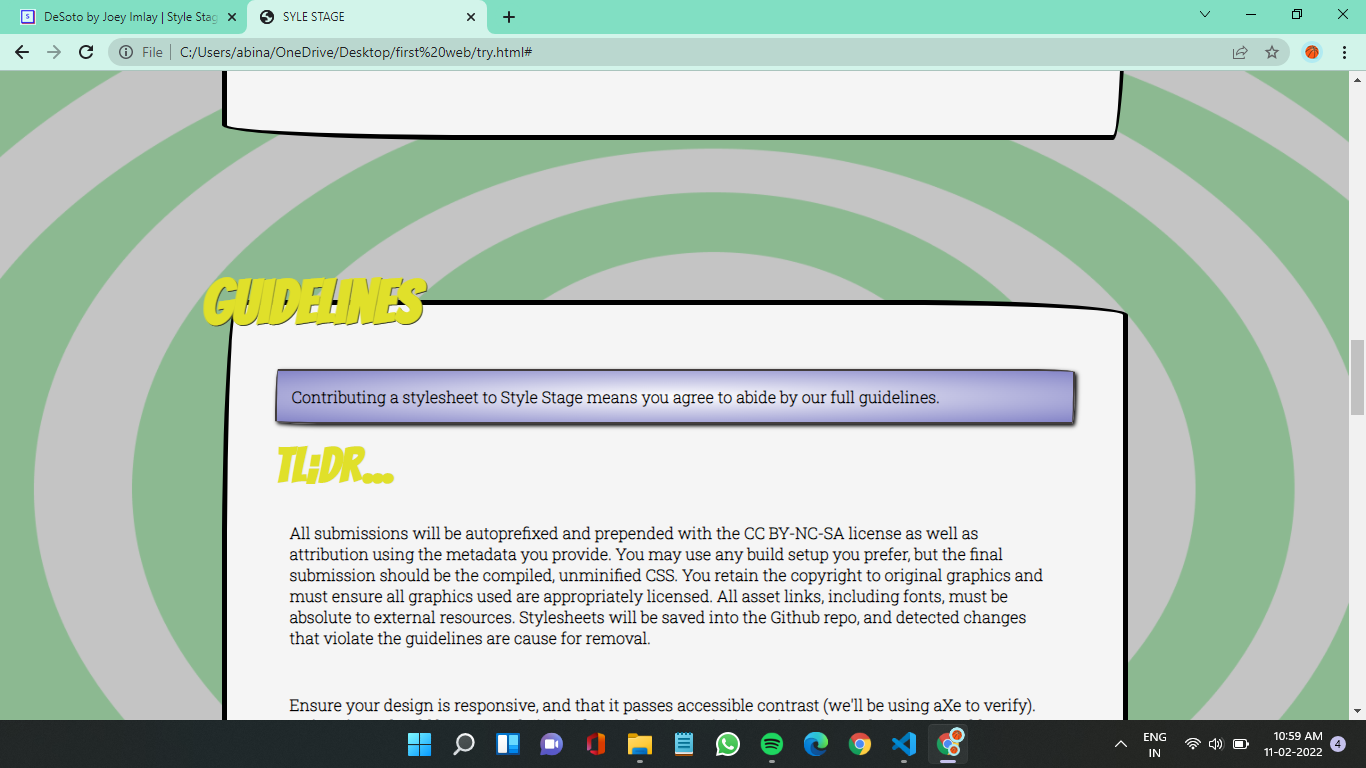 DeSoto by Joey Imlay | Style Stag
SYLE STAGE
File
C:/Users/abina/OneDrive/Desktop/first%20web/try.html#
GUIDELINES
Contributing a stylesheet to Style Stage means you agree to abide by our full guidelines.
TL;DR...
All submissions will be autoprefixed and prepended with the CC BY-NC-SA license as well as
attribution using the metadata you provide. You may use any build setup you prefer, but the final
submission should be the compiled, unminified CSS. You retain the copyright to original graphics and
must ensure all graphics used are appropriately licensed. All asset links, including fonts, must be
absolute to external resources. Stylesheets will be saved into the Github repo, and detected changes
that violate the guidelines are cause for removal.
Ensure your design is responsive, and that it passes accessible contrast (we'll be using aXe to verify).
ENG
IN
10:59 AM
11-02-2022
4